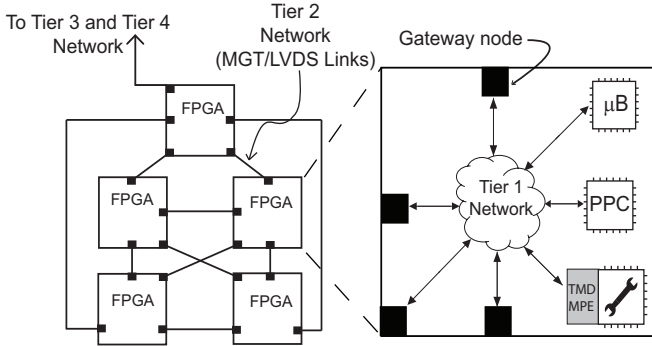 To Tier 3 and Tier 4
Network
Tier 2
Network
(MGT/LVDS Links)
Gateway node
FPGA
FPGA
FPGA
FPGA
FPGA
Tier 1
Network
µB
PPC
TMD
MPE